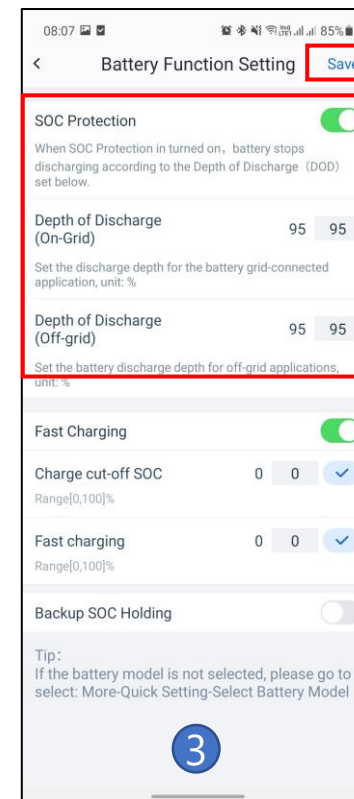 08:07 85%
< Battery Function Setting Save
SOC Protection
When SOC Protection in turned on, battery stops
discharging according to the Depth of Discharge (DOD)
set below.
Depth of Discharge
(On-Grid) 95 95
Set the discharge depth for the battery grid-connected
application, unit: %
Depth of Discharge
(Off-grid) 95 95
Set the battery discharge depth for off-grid applications,
unit: %
Fast Charging
Charge cut-off SOC 0 0
Range[0,100]%
Fast charging 0 0
Range[0,100]%
Backup SOC Holding
Tip:
If the battery model is not selected, please go to
select: More-Quick Setting-Select Battery Model
3